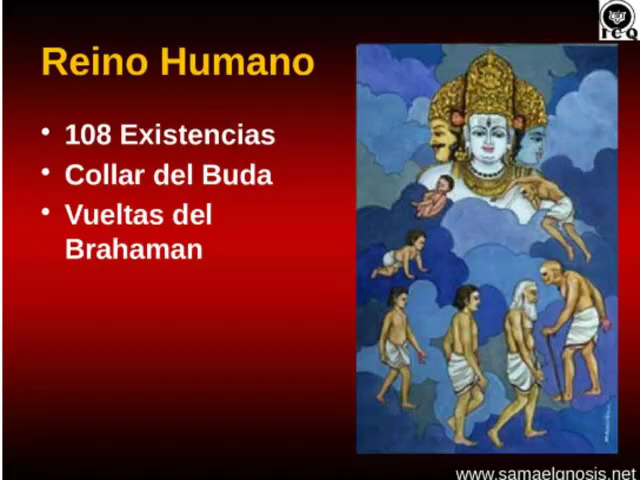 Reino Humano
• 108 Existencias
• Collar del Buda
• Vueltas del
Brahaman
www.samaelgnosis.net